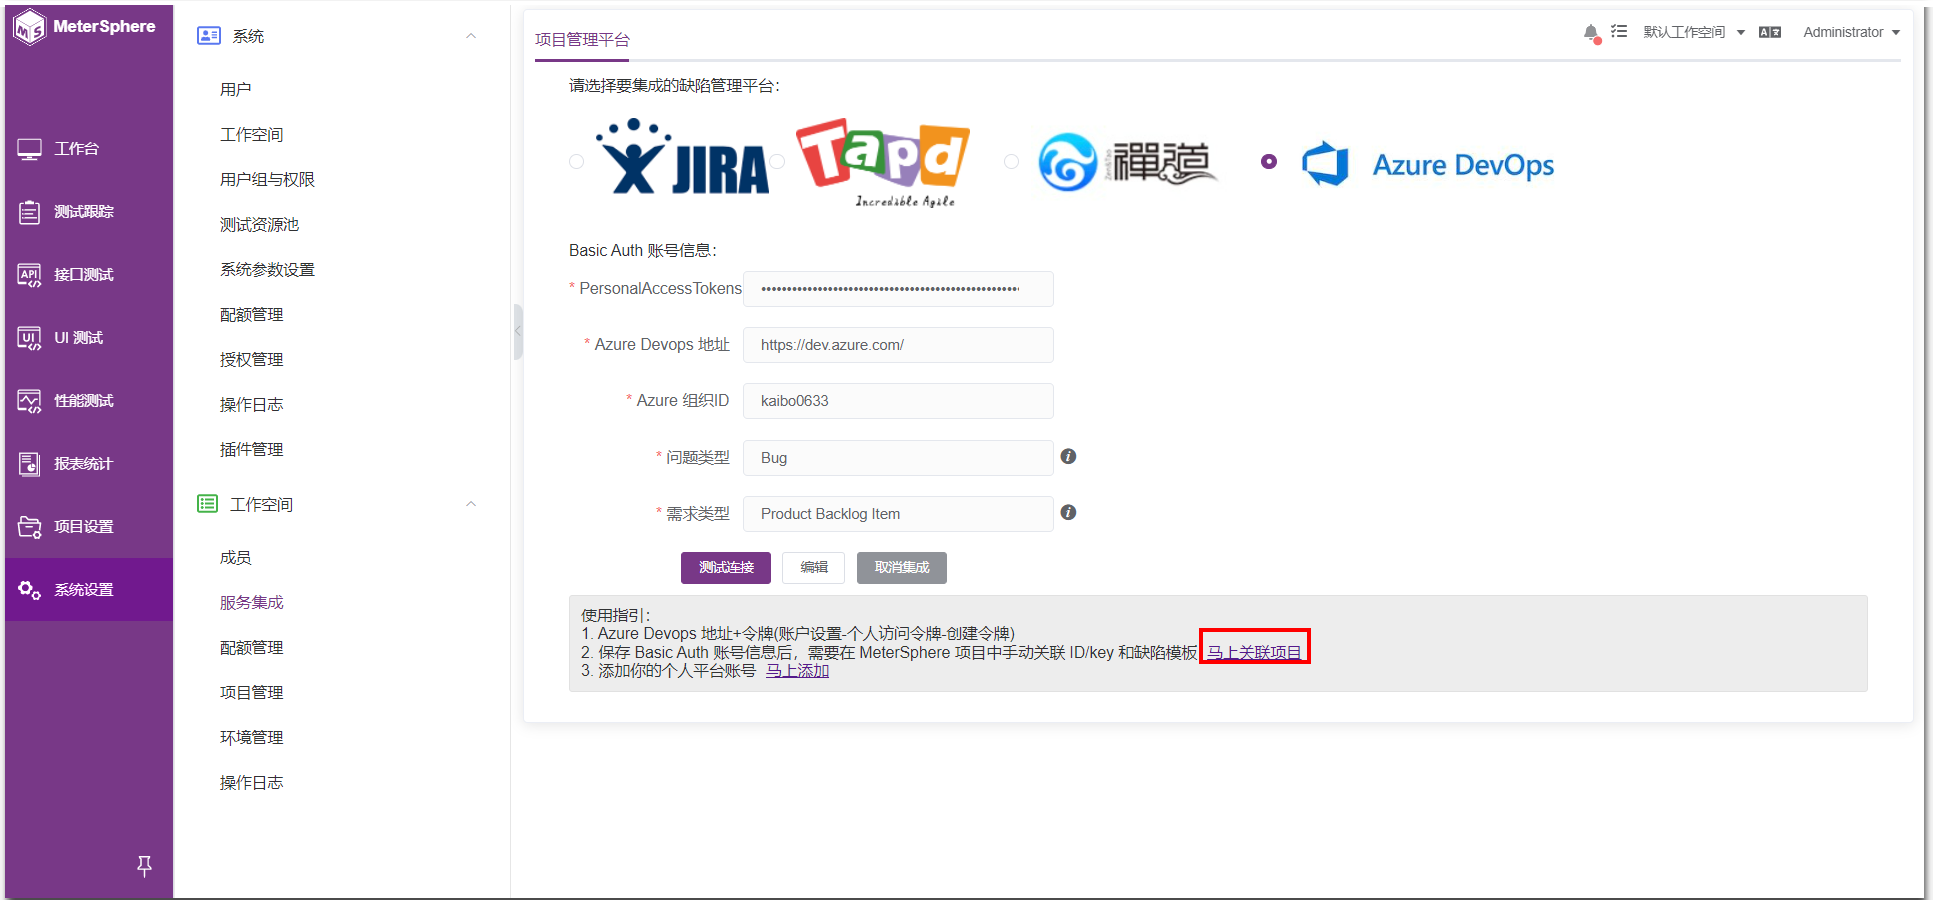 MeterSphere
工作台
测试跟踪
接口测试
UI 测试
性能测试
报表统计
项目设置
系统设置
系统
用户
工作空间
用户组与权限
测试资源池
系统参数设置
配额管理
授权管理
操作日志
插件管理
工作空间
成员
服务集成
配额管理
项目管理
环境管理
操作日志
项目管理平台
默认工作空间
Administrator
请选择要集成的缺陷管理平台：
JIRA
Tapd
Incredible Agile
禅道
Azure DevOps
Basic Auth 账号信息：
* PersonalAccessTokens ••••••••••••••••••••••••••••••••••••••••••••••••••••
* Azure Devops 地址 https://dev.azure.com/
* Azure 组织ID kaibo0633
* 问题类型 Bug
* 需求类型 Product Backlog Item
测试连接 编辑 取消集成
使用指引：
1. Azure Devops 地址+令牌(账户设置-个人访问令牌-创建令牌)
2. 保存 Basic Auth 账号信息后，需要在 MeterSphere 项目中手动关联 ID/key 和缺陷模板 马上关联项目
3. 添加你的个人平台账号 马上添加